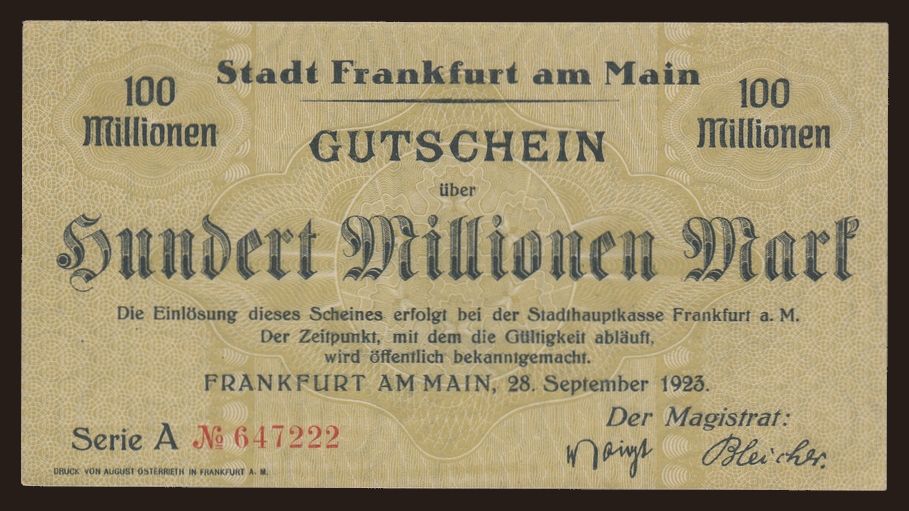 Stadt Frankfurt am Main
100
Millionen
100
Millionen
GUTSCHEIN
über
Hundert Millionen Mark
Die Einlösung dieses Scheines erfolgt bei der Stadthauptkasse Frankfurt a. M.
Der Zeitpunkt, mit dem die Gültigkeit abläuft,
wird öffentlich bekanntgemacht.
FRANKFURT AM MAIN, 28. September 1923.
Der Magistrat:
Serie A № 647222
Voigt Bleicher.
DRUCK VON AUGUST OSTERRIETH IN FRANKFURT A. M.